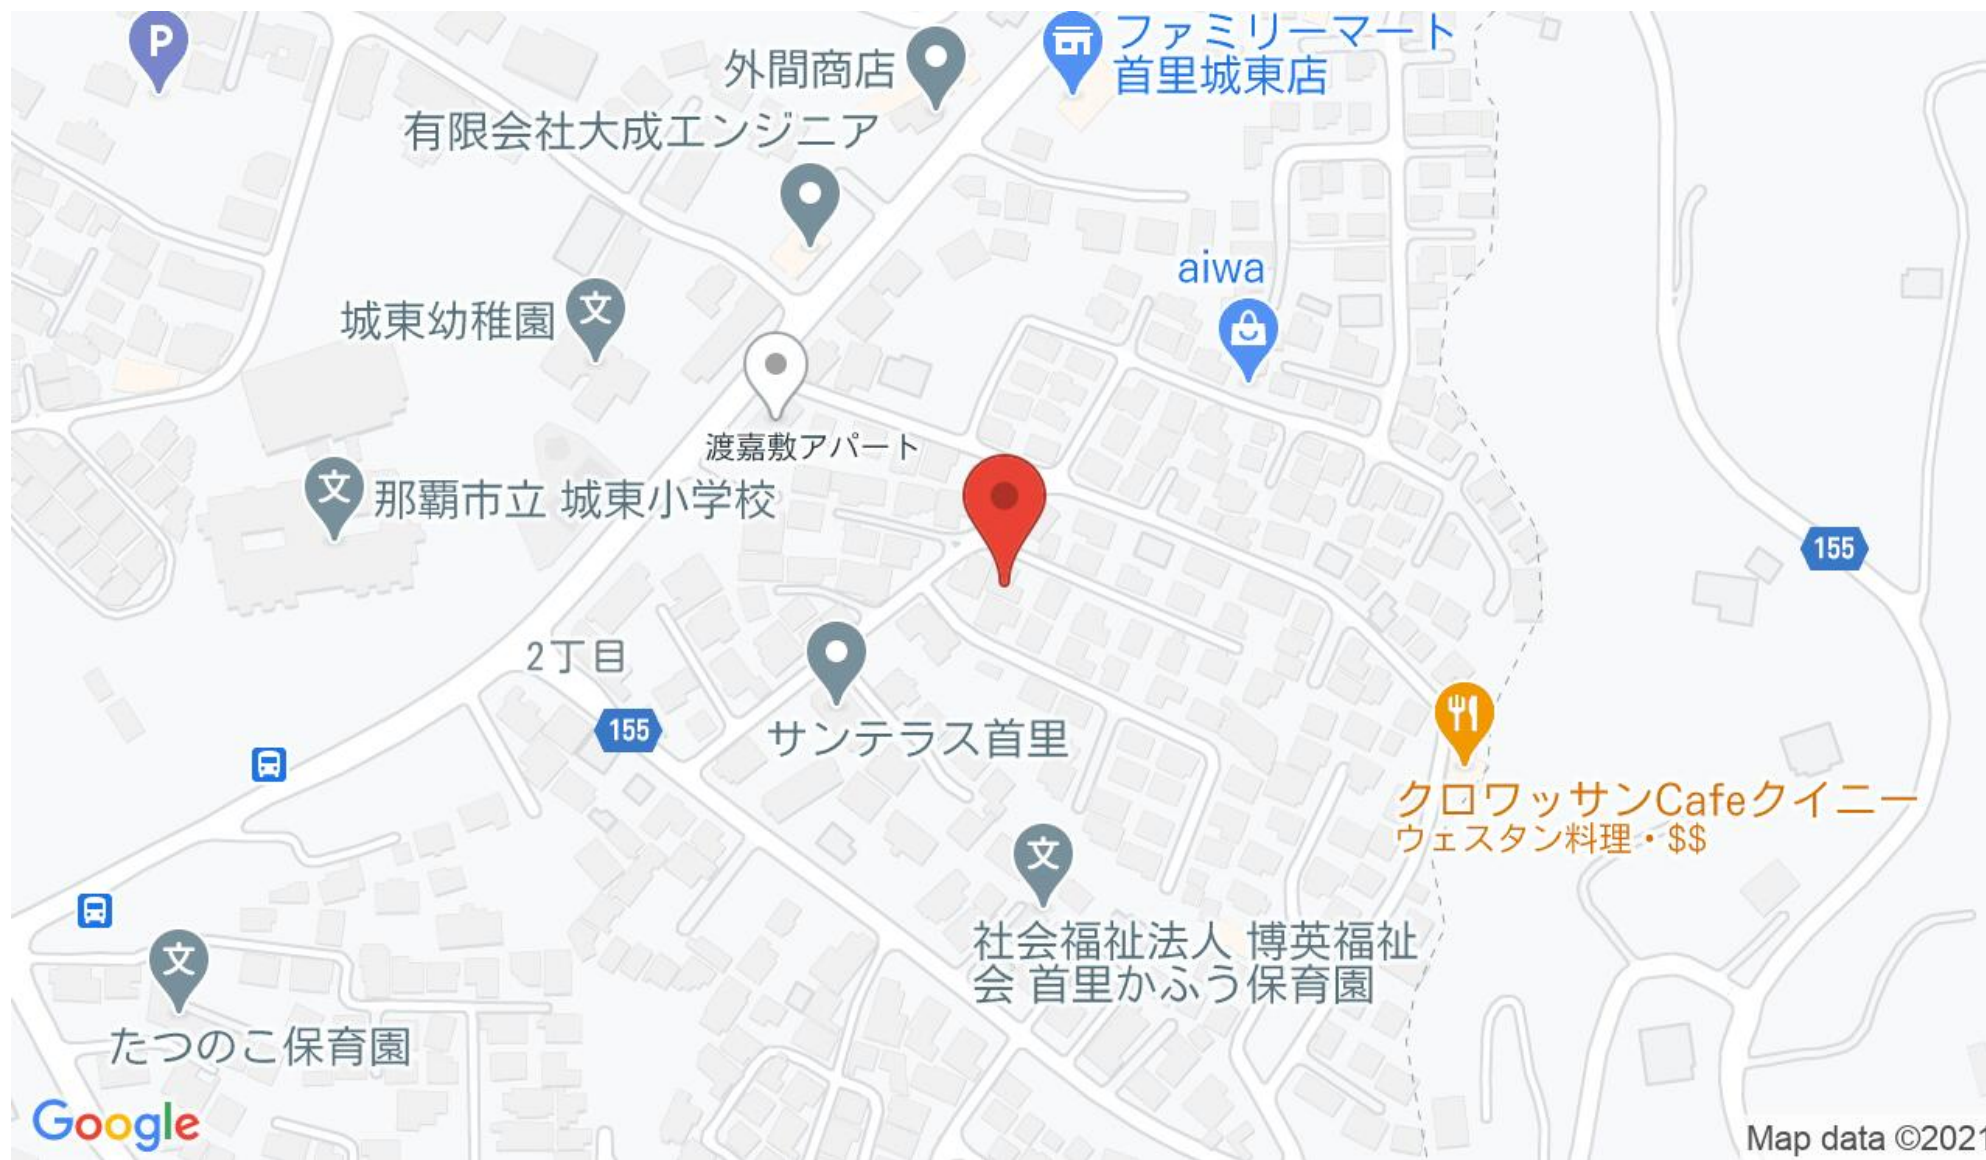 P
ファミリーマート
首里城東店
外間商店
有限会社大成エンジニア
aiwa
城東幼稚園
文
渡嘉敷アパート
文
那覇市立 城東小学校
155
2丁目
155
サンテラス首里
クロワッサンCafeクイニー
ウェスタン料理・$$
文
社会福祉法人 博英福祉
会 首里かふう保育園
文
たつのこ保育園
Google
Map data ©2021